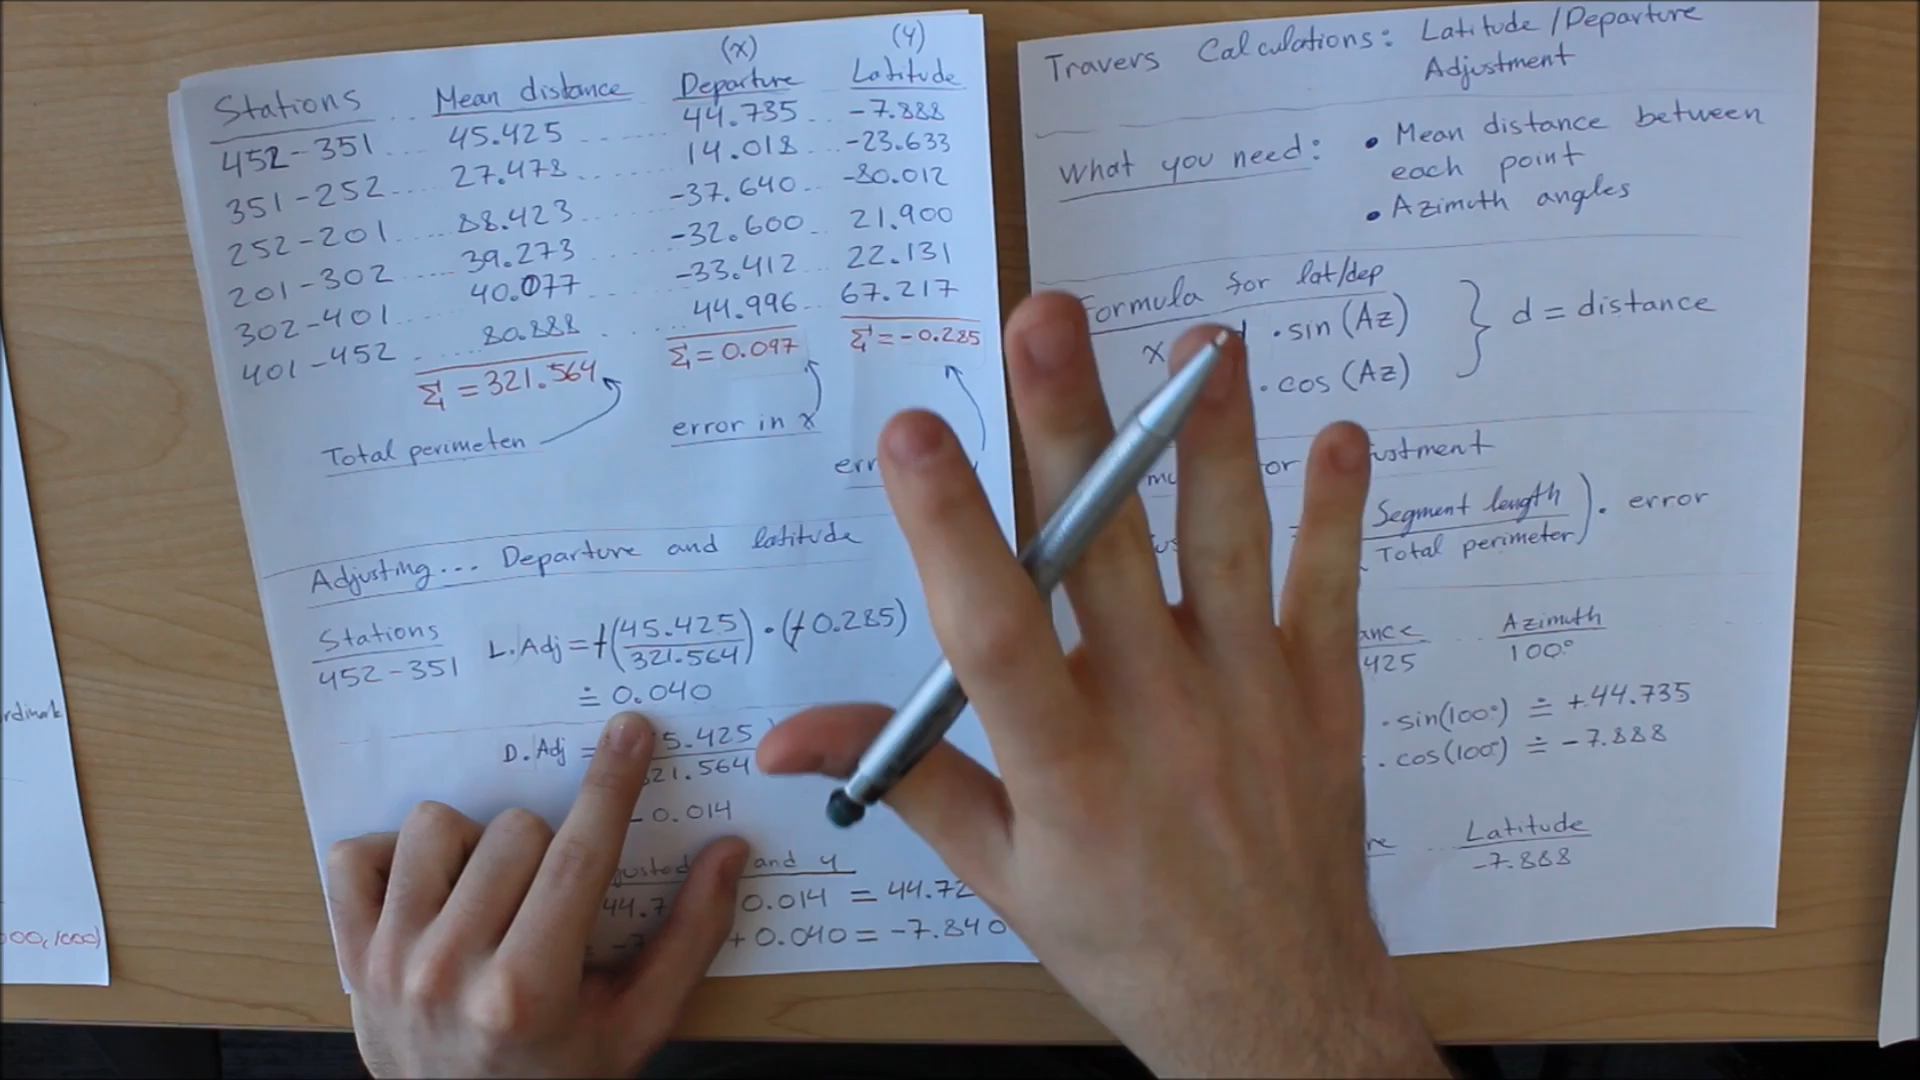 (x) (y)
Stations Mean distance Departure Latitude
452-351 .... 45.425 ...... 44.735 .. -7.888
351-252 .... 27.478 ...... 14.018 .. -23.633
252-201 .... 88.423 ...... -37.640 .. -80.012
201-302 .... 39.273 ...... -32.600 .. 21.900
302-401 .... 40.077 ...... -33.412 .. 22.131
401-452 .... 80.888 ...... 44.996 .. 67.217
Σ = 321.564 Σ = 0.097 Σ = -0.285
Total perimeter error in x
Adjusting... Departure and latitude
Stations
452-351
L. Adj = +(45.425/321.564) • (+0.285)
≐ 0.040
D. Adj = 5.425
321.564
-0.014
and y
0.014 = 44.72
+ 0.040 = -7.840
Travers Calculations: Latitude/Departure
Adjustment
What you need: • Mean distance between
each point
• Azimuth angles
Formula for lat/dep
x • sin (Az) } d = distance
• cos (Az)
Segment length
Total perimeter) • error
Azimuth
425 100°
• sin(100°) ≐ +44.735
• cos(100°) ≐ -7.888
Latitude
-7.888
000,1000)